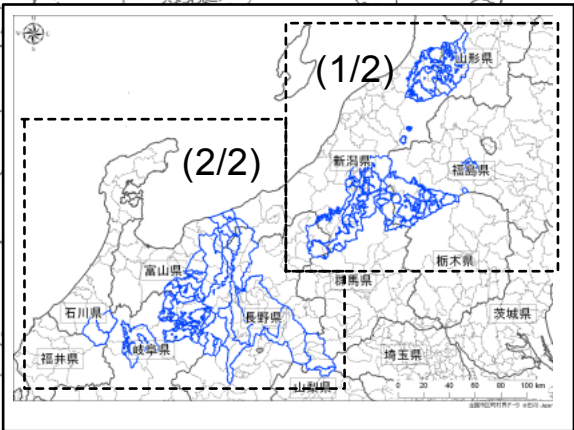 N
W
E
S
(1/2)
山形県
(2/2)
新潟県
福島県
富山県
栃木県
群馬県
石川県
長野県
茨城県
岐阜県
福井県
埼玉県
山梨県
0 20 40 60 80 100 km